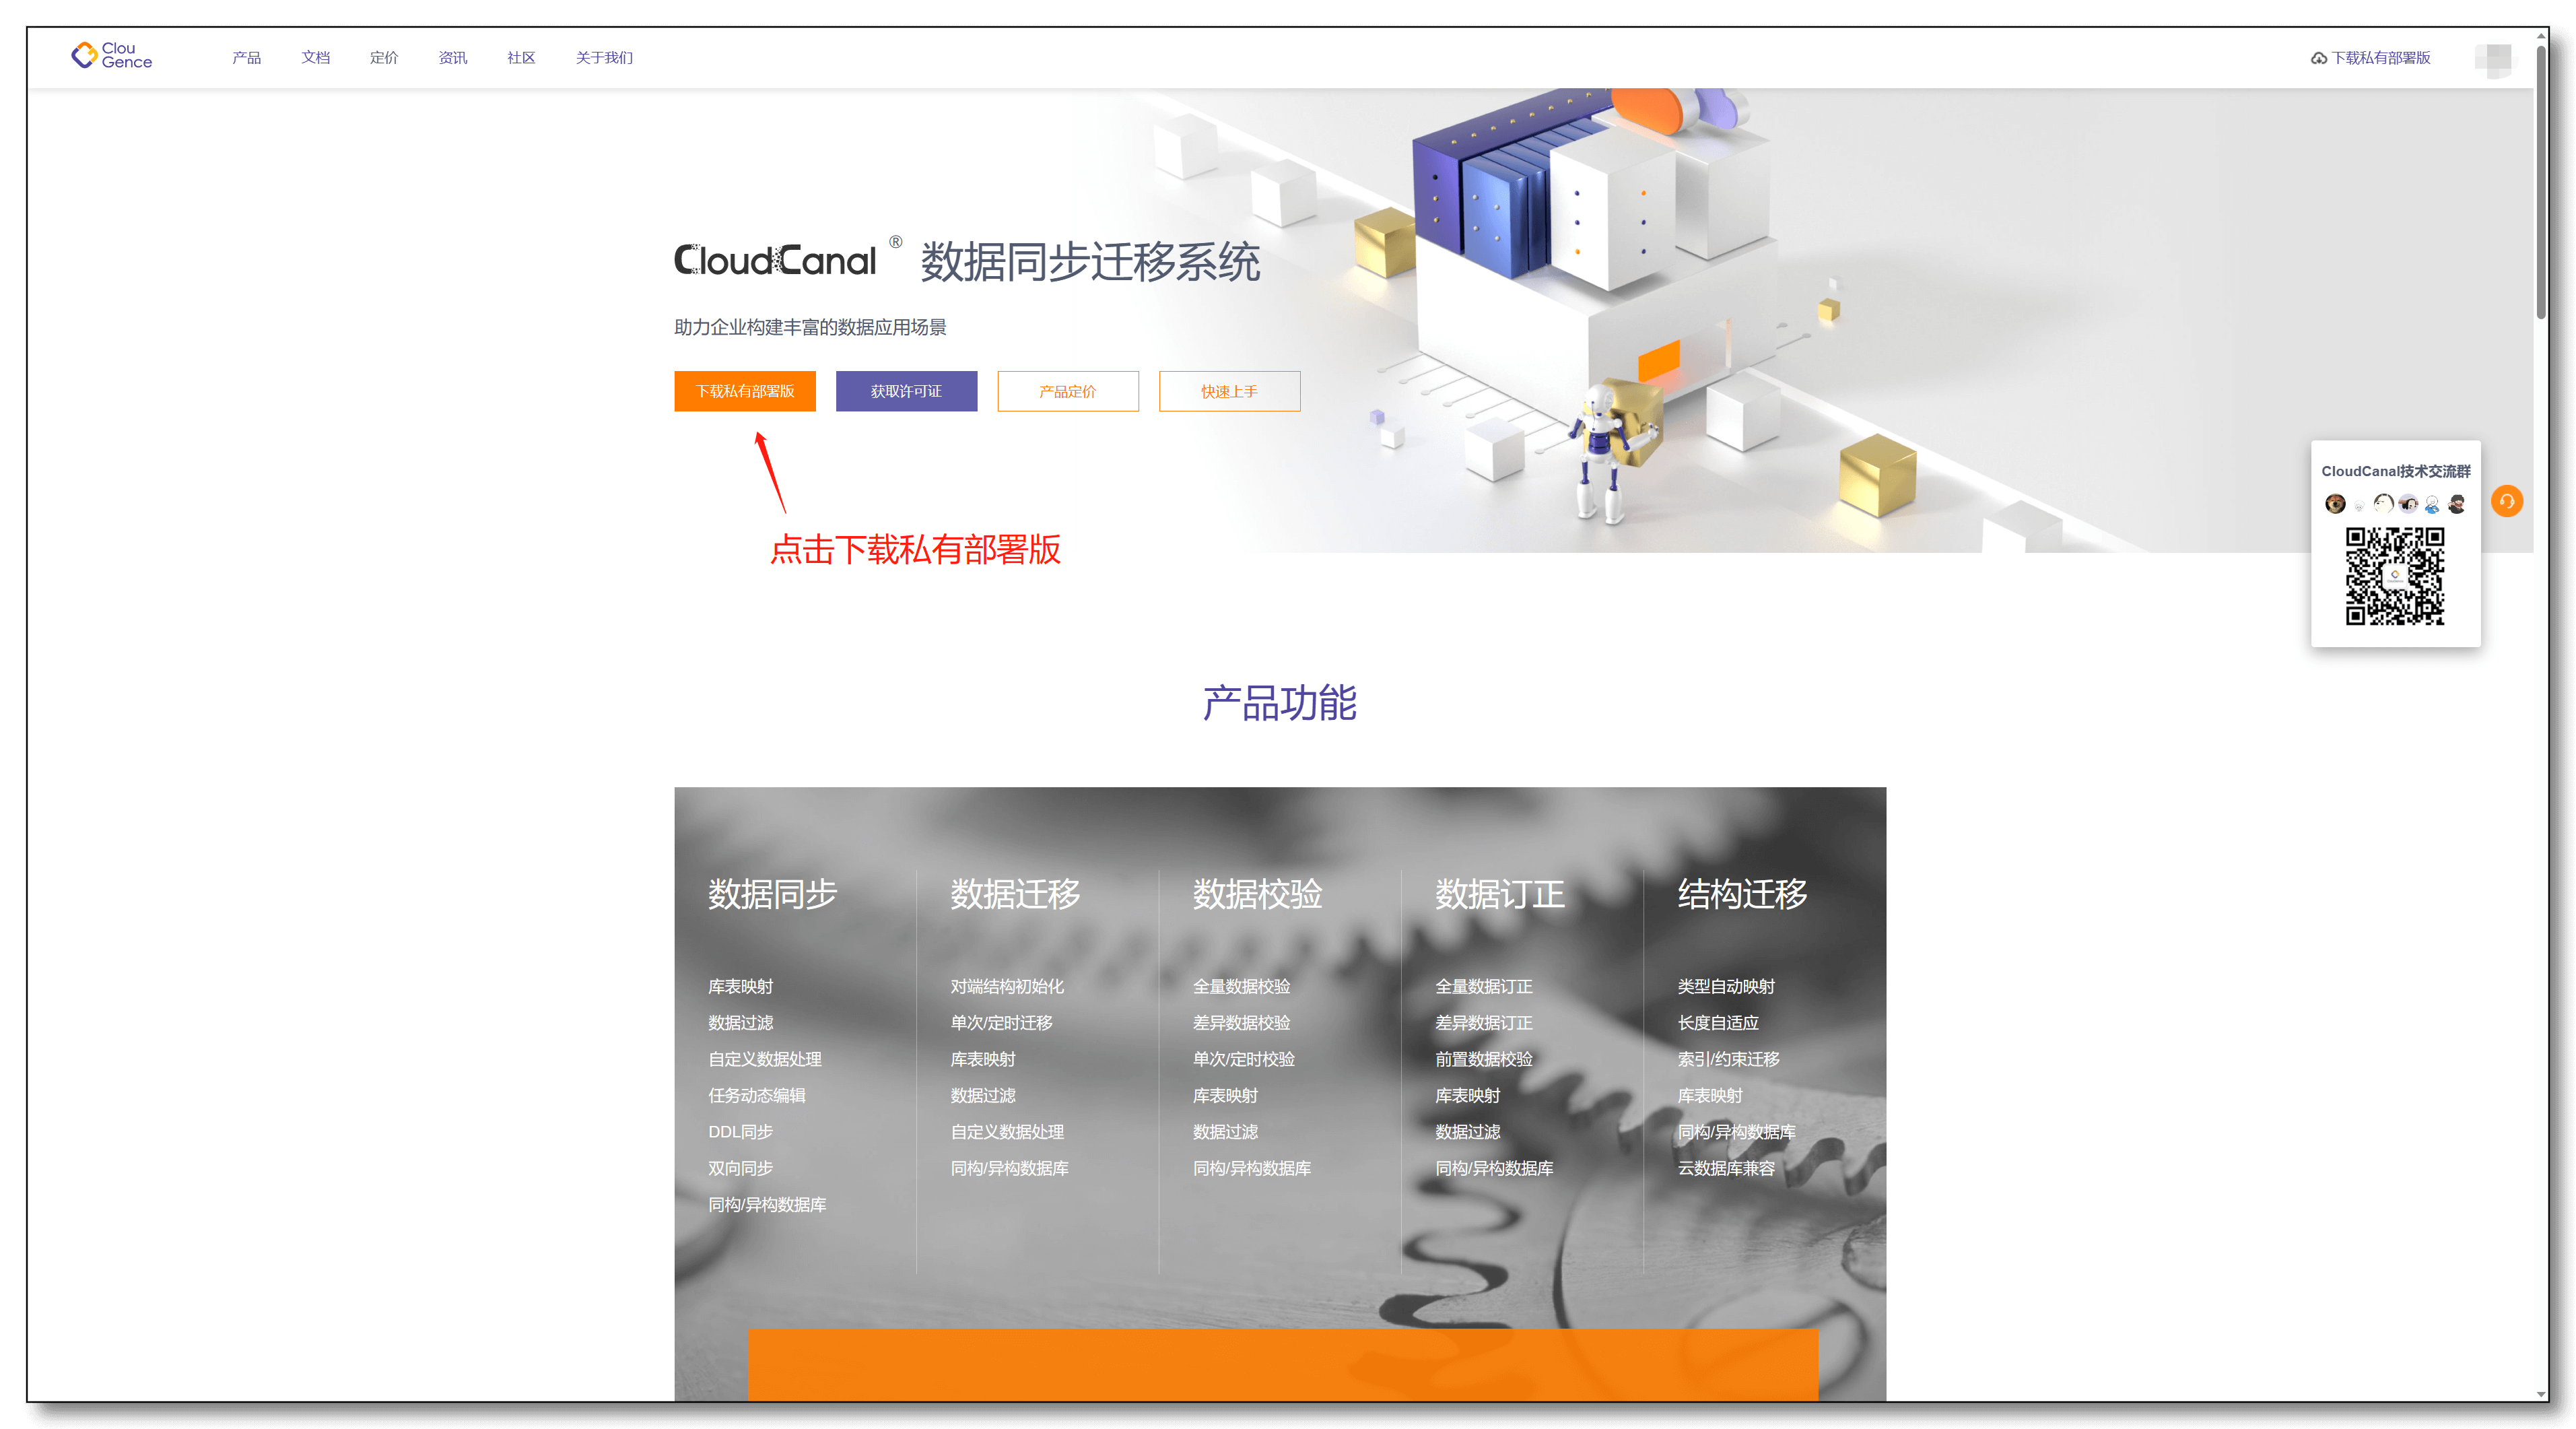 Clou
Gence
产品
文档
定价
资讯
社区
关于我们
下载私有部署版
CloudCanal ® 数据同步迁移系统
助力企业构建丰富的数据应用场景
下载私有部署版
获取许可证
产品定价
快速上手
点击下载私有部署版
CloudCanal技术交流群
产品功能
数据同步
库表映射
数据过滤
自定义数据处理
任务动态编辑
DDL同步
双向同步
同构/异构数据库
数据迁移
对端结构初始化
单次/定时迁移
库表映射
数据过滤
自定义数据处理
同构/异构数据库
数据校验
全量数据校验
差异数据校验
单次/定时校验
库表映射
数据过滤
同构/异构数据库
数据订正
全量数据订正
差异数据订正
前置数据校验
库表映射
数据过滤
同构/异构数据库
结构迁移
类型自动映射
长度自适应
索引/约束迁移
库表映射
同构/异构数据库
云数据库兼容